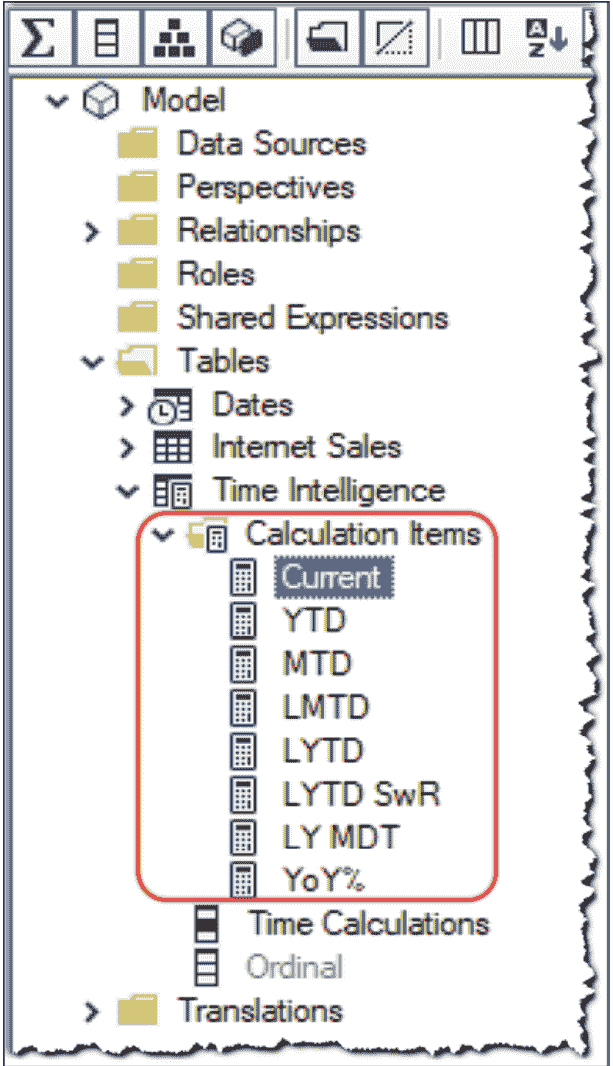 Σ A Z
Model
Data Sources
Perspectives
Relationships
Roles
Shared Expressions
Tables
Dates
Internet Sales
Time Intelligence
Calculation Items
Current
YTD
MTD
LMTD
LYTD
LYTD SwR
LY MDT
YoY%
Time Calculations
Ordinal
Translations